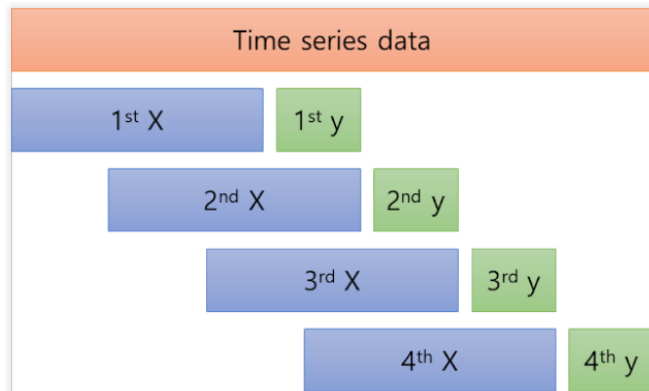 Time series data
1st X 1st y
2nd X 2nd y
3rd X 3rd y
4th X 4th y